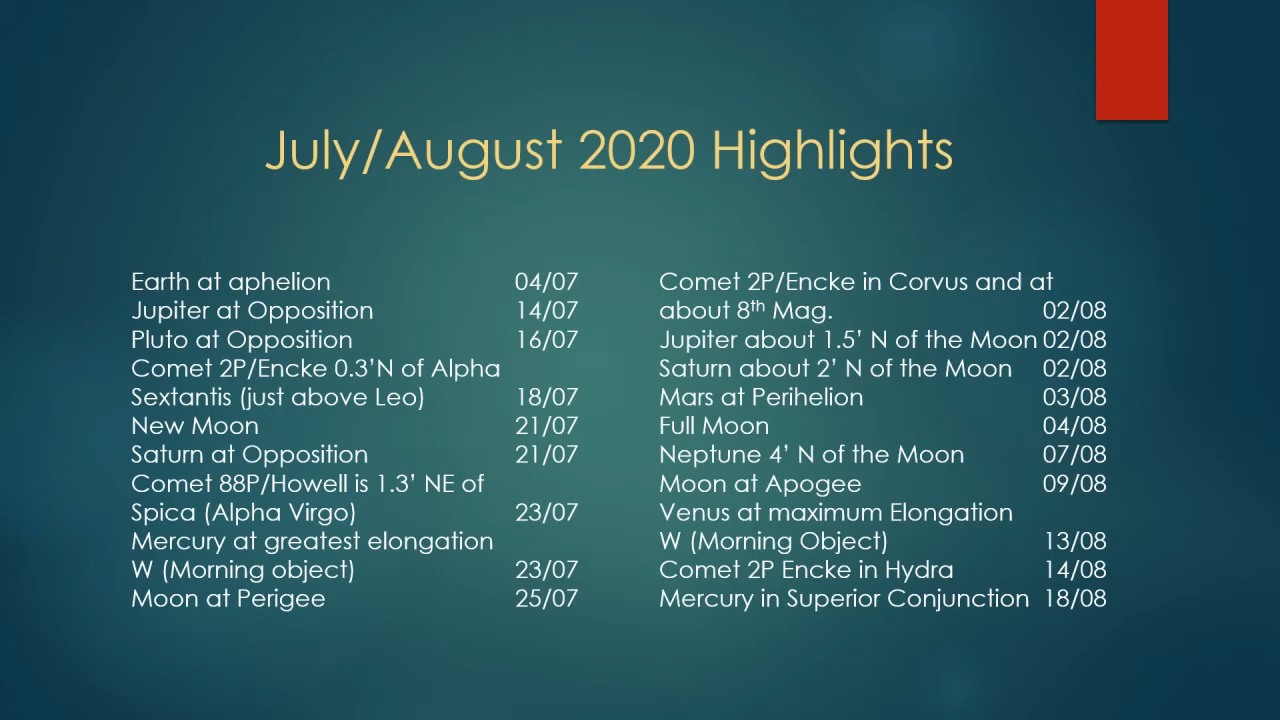 July/August 2020 Highlights
Earth at aphelion 04/07
Jupiter at Opposition 14/07
Pluto at Opposition 16/07
Comet 2P/Encke 0.3’N of Alpha
Sextantis (just above Leo) 18/07
New Moon 21/07
Saturn at Opposition 21/07
Comet 88P/Howell is 1.3’ NE of
Spica (Alpha Virgo) 23/07
Mercury at greatest elongation
W (Morning object) 23/07
Moon at Perigee 25/07
Comet 2P/Encke in Corvus and at
about 8th Mag. 02/08
Jupiter about 1.5’ N of the Moon 02/08
Saturn about 2’ N of the Moon 02/08
Mars at Perihelion 03/08
Full Moon 04/08
Neptune 4’ N of the Moon 07/08
Moon at Apogee 09/08
Venus at maximum Elongation
W (Morning Object) 13/08
Comet 2P Encke in Hydra 14/08
Mercury in Superior Conjunction 18/08